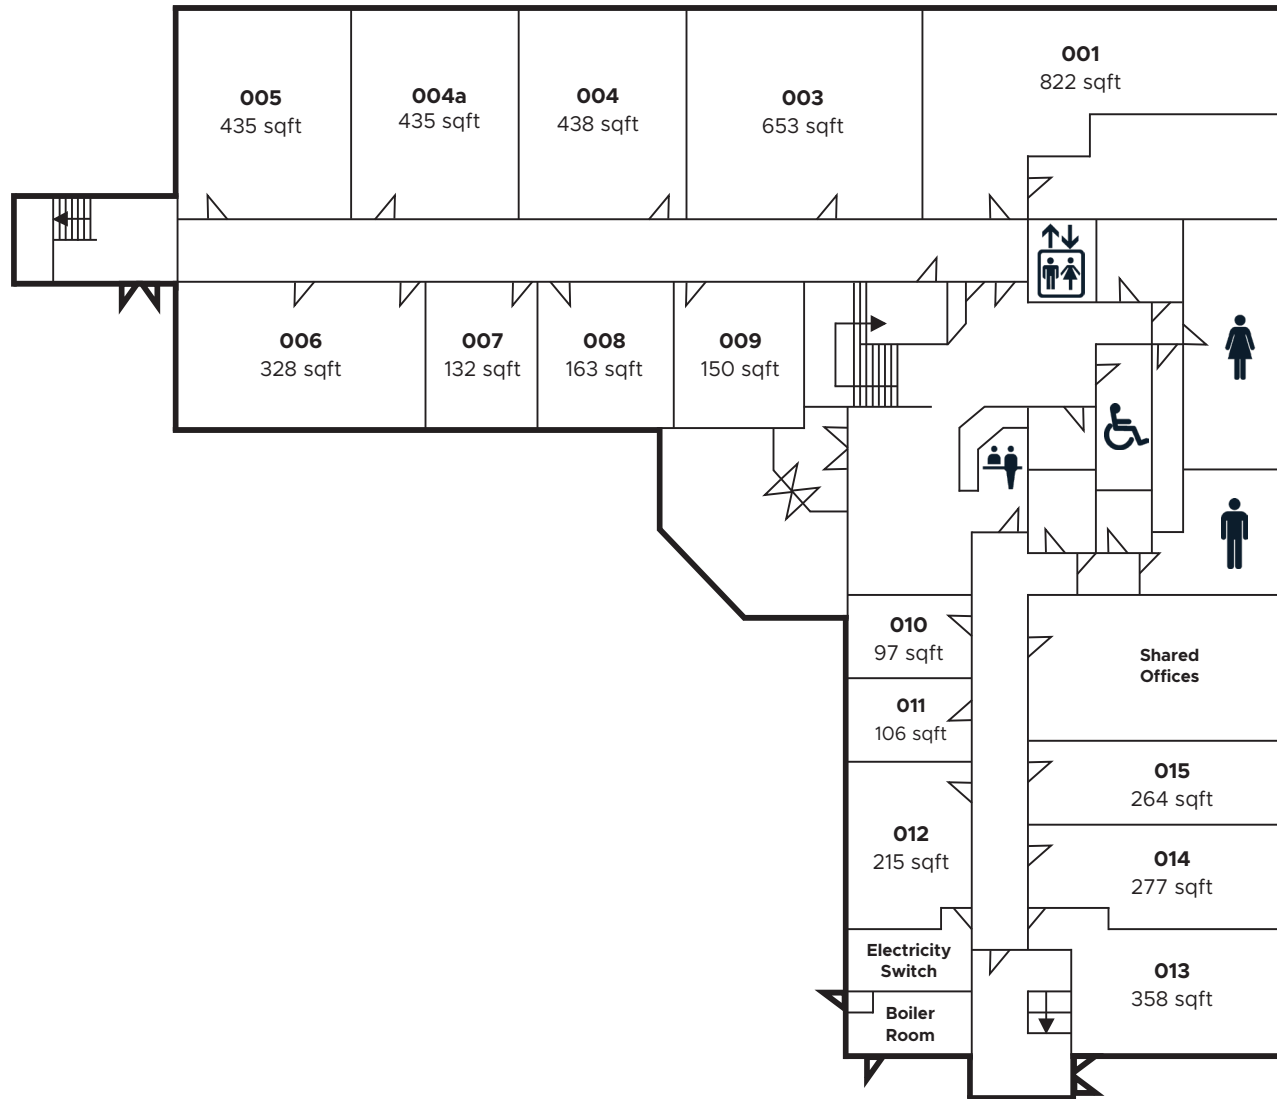 001
822 sqft
005
435 sqft
004a
435 sqft
004
438 sqft
003
653 sqft
006
328 sqft
007
132 sqft
008
163 sqft
009
150 sqft
010
97 sqft
Shared
Offices
011
106 sqft
015
264 sqft
012
215 sqft
014
277 sqft
Electricity
Switch
013
358 sqft
Boiler
Room